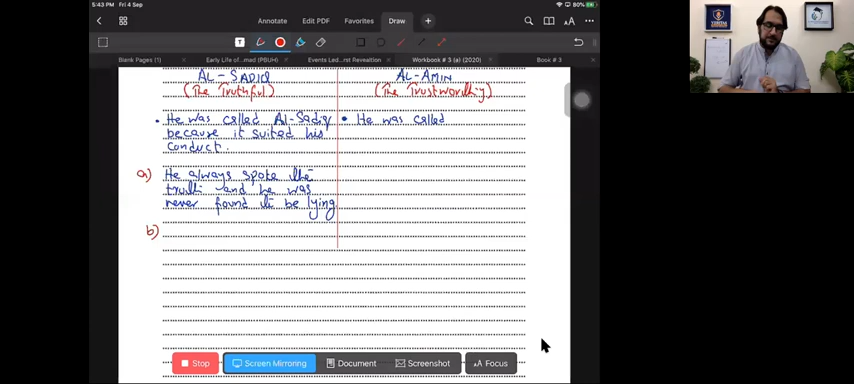 5:43 PM Fri 4 Sep
80%
Annotate Edit PDF Favorites Draw
AA
T
Blank Pages (1) Early Life of ...mad (PBUH) Events Led...rst Revealtion Workbook # 3 (e) (2020) Book # 3
AL-SADIQ AL-AMIN
(The Truthful) (The Trustworthy)
• He was called Al-Sadiq • He was called
because it suited his
conduct.
a) He always spoke the
truth and he was
never found to be lying.
b)
Stop Screen Mirroring Document Screenshot AA Focus